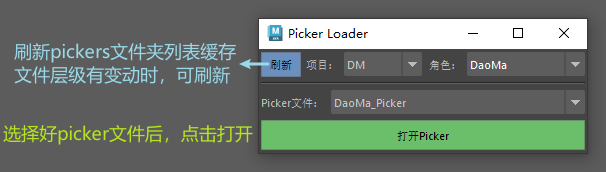 Picker Loader
刷新pickers文件夹列表缓存
文件层级有变动时，可刷新
刷新 项目： DM 角色： DaoMa
Picker文件： DaoMa_Picker
选择好picker文件后，点击打开
打开Picker